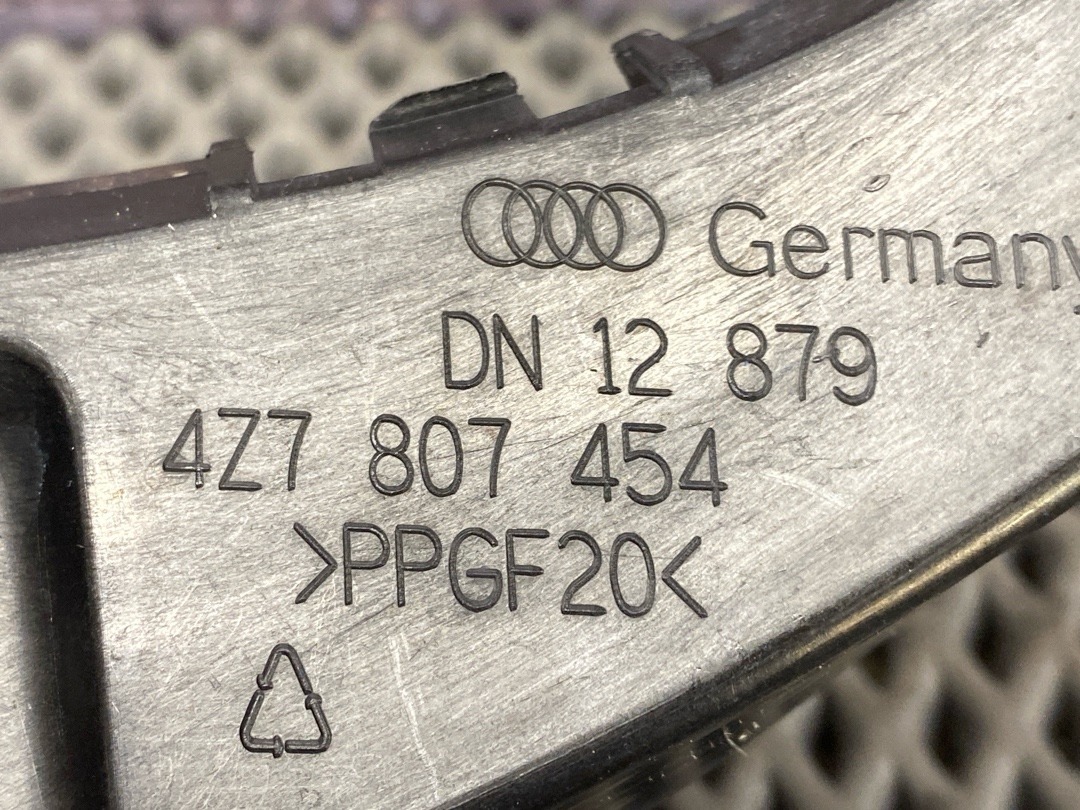 Germany
DN 12 879
4Z7 807 454
>PPGF20<